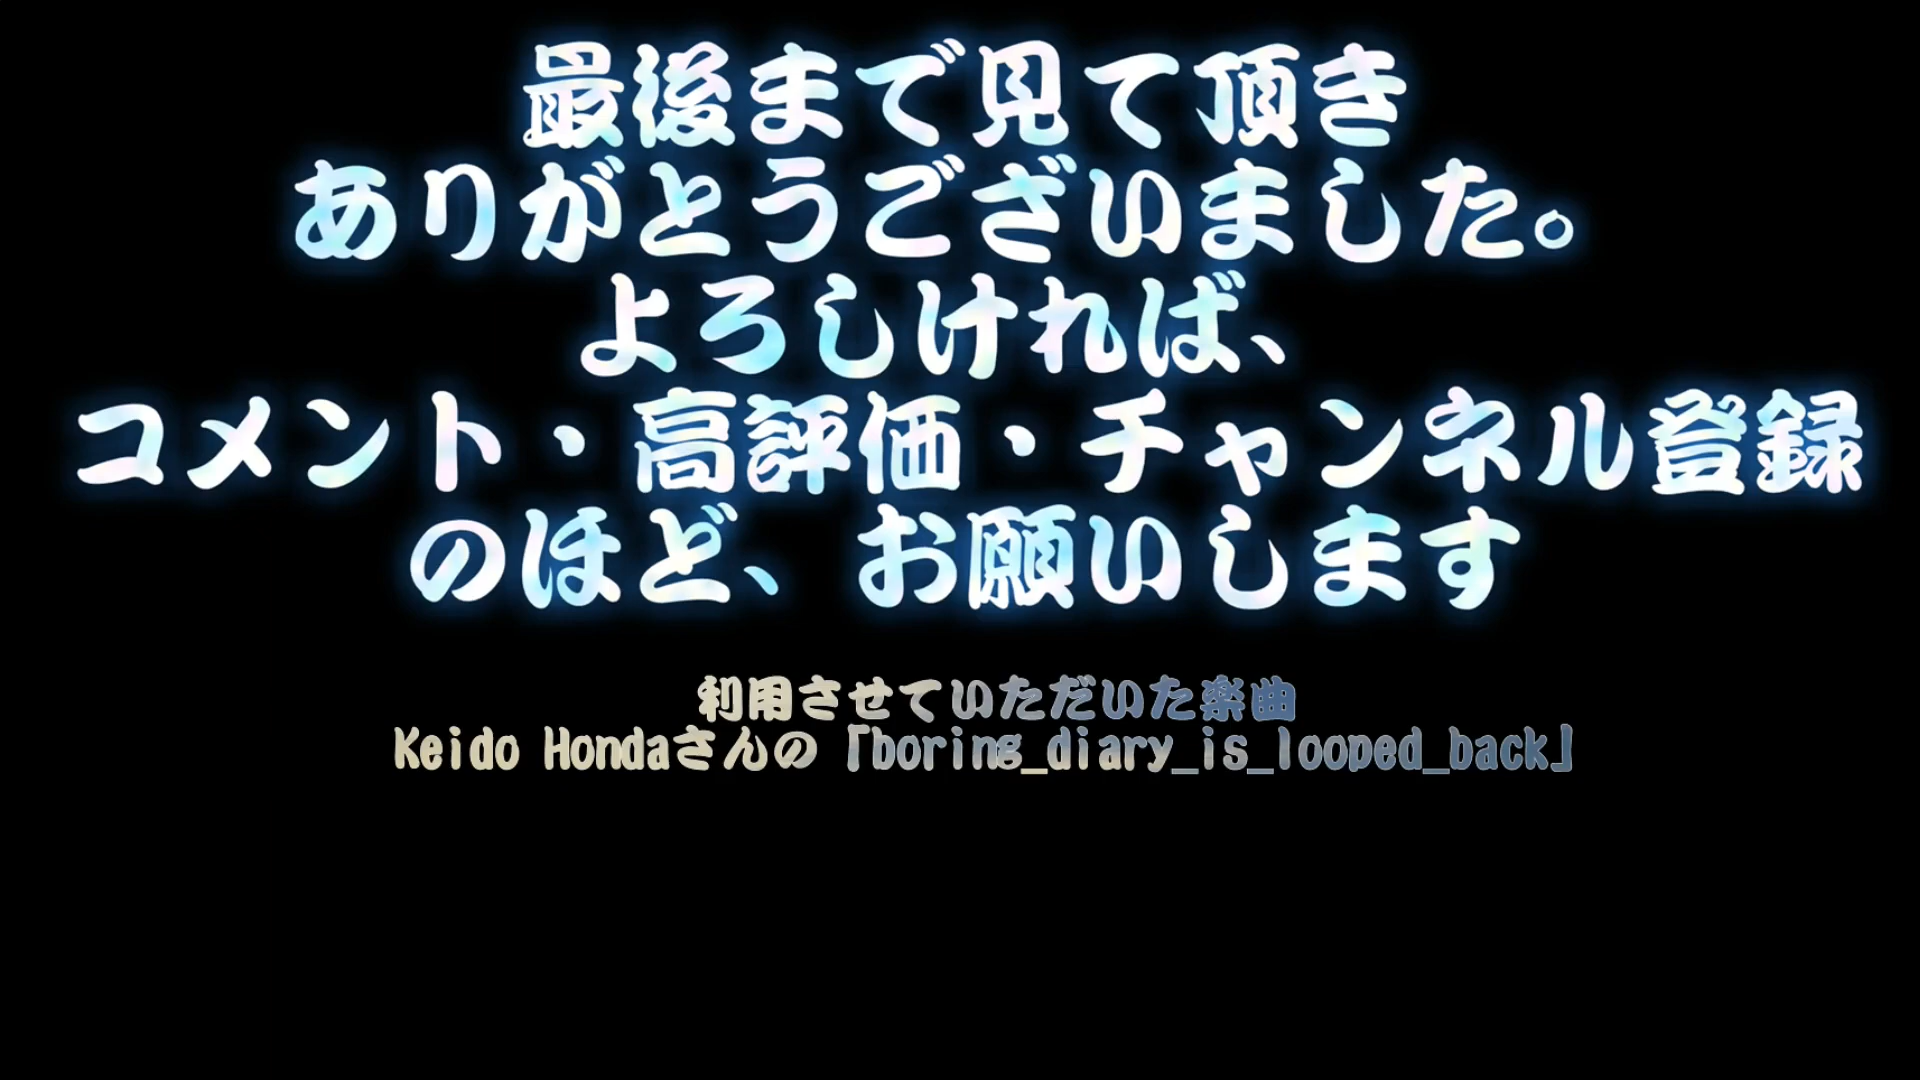 最後まで見て頂き
ありがとうございました。
よろしければ、
コメント・高評価・チャンネル登録
のほど、お願いします
利用させていただいた楽曲
Keido Hondaさんの「boring_diary_is_looped_back」